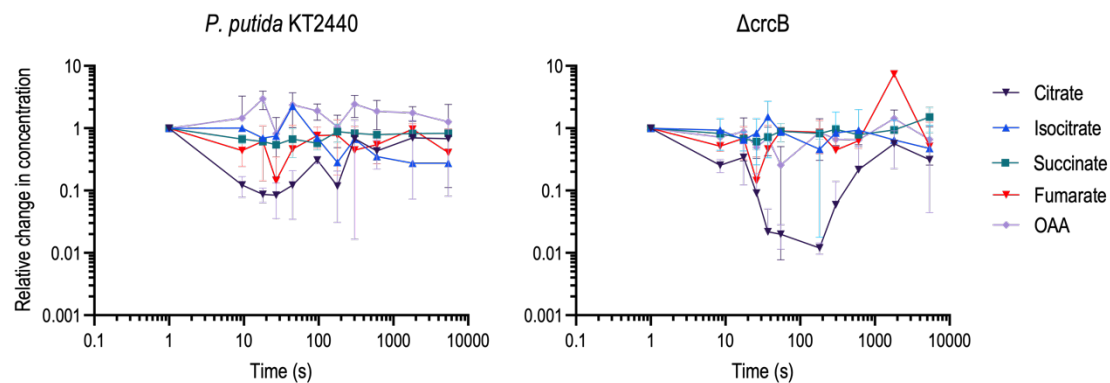 P. putida KT2440
ΔcrcB
Relative change in concentration
10
1
0.1
0.01
0.001
0.1
1
10
100
1000
10000
Time (s)
10
1
0.1
0.01
0.001
0.1
1
10
100
1000
10000
Time (s)
Citrate
Isocitrate
Succinate
Fumarate
OAA